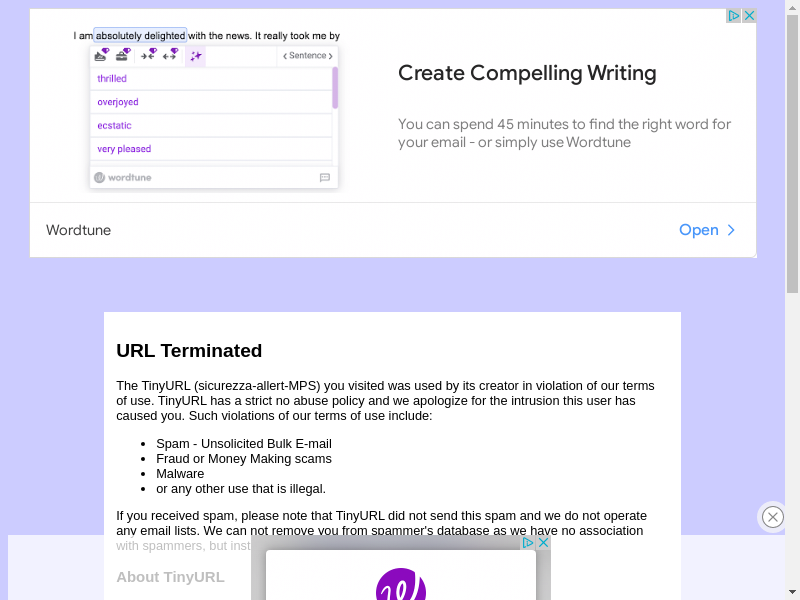 I am absolutely delighted with the news. It really took me by
Sentence
thrilled
overjoyed
ecstatic
very pleased
wordtune
Create Compelling Writing
You can spend 45 minutes to find the right word for
your email - or simply use Wordtune
Wordtune
Open
URL Terminated
The TinyURL (sicurezza-allert-MPS) you visited was used by its creator in violation of our terms
of use. TinyURL has a strict no abuse policy and we apologize for the intrusion this user has
caused you. Such violations of our terms of use include:
• Spam - Unsolicited Bulk E-mail
• Fraud or Money Making scams
• Malware
• or any other use that is illegal.
If you received spam, please note that TinyURL did not send this spam and we do not operate
any email lists. We can not remove you from spammer's database as we have no association
with spammers, but inst
About TinyURL